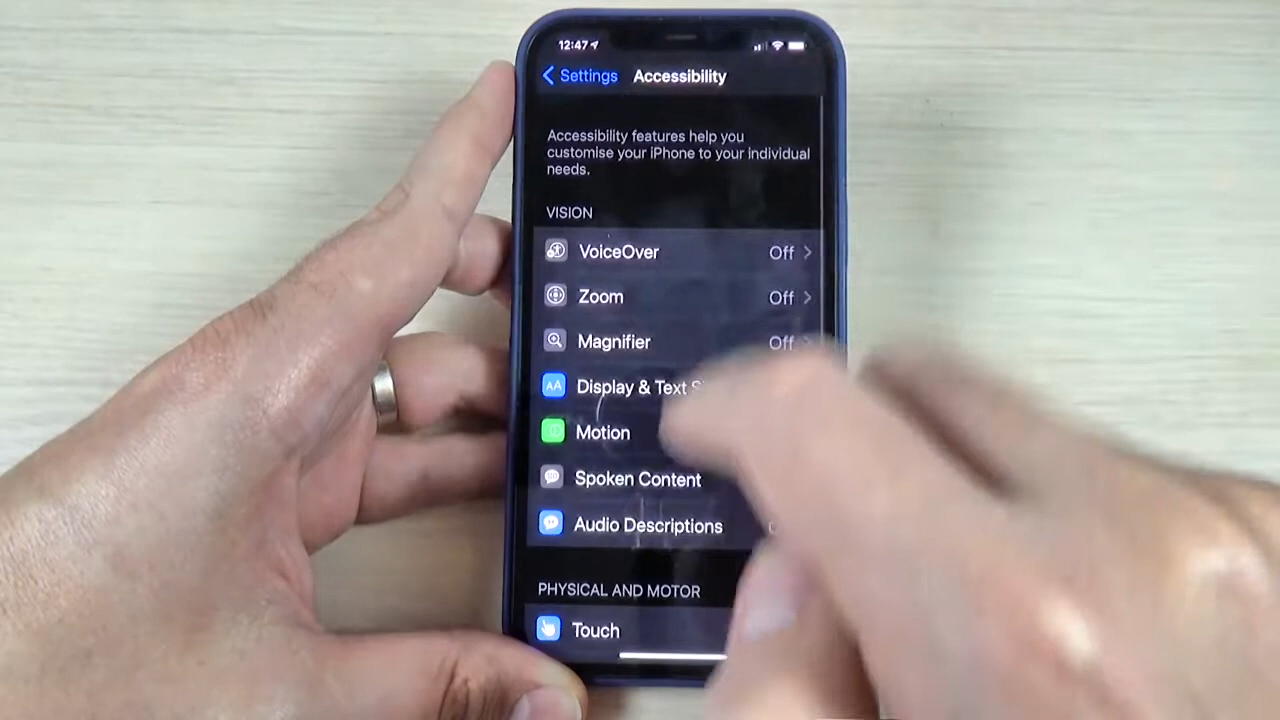 12:47
Settings
Accessibility
Accessibility features help you
customise your iPhone to your individual
needs.
VISION
VoiceOver Off
Zoom Off
Magnifier Off
AA Display & Text
Motion
Spoken Content
Audio Descriptions
PHYSICAL AND MOTOR
Touch